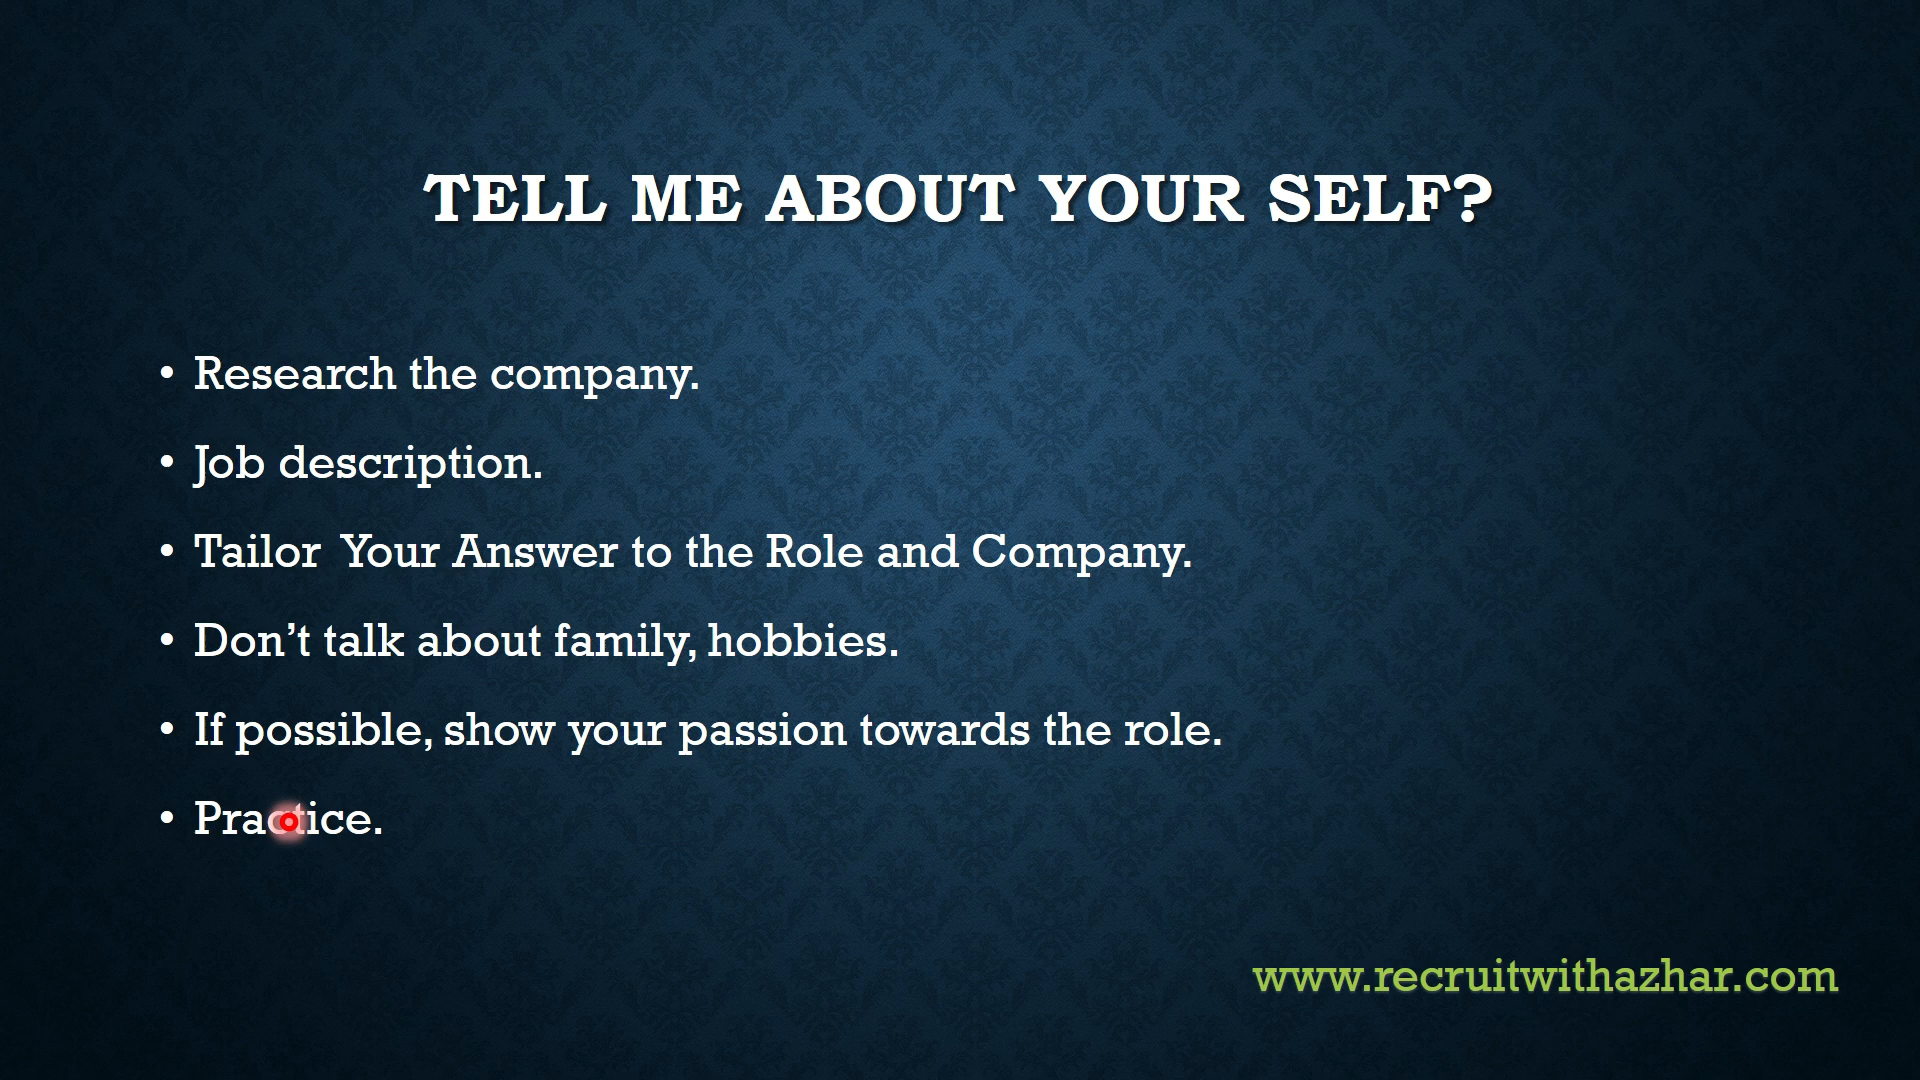 TELL ME ABOUT YOUR SELF?
• Research the company.
• Job description.
• Tailor Your Answer to the Role and Company.
• Don’t talk about family, hobbies.
• If possible, show your passion towards the role.
• Practice.
www.recruitwithazhar.com